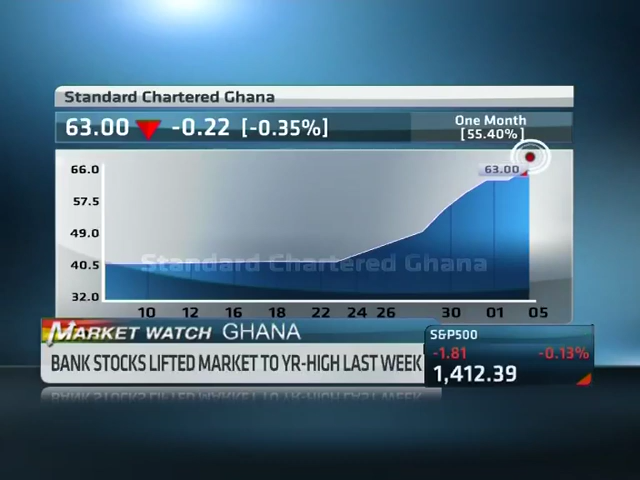 Standard Chartered Ghana
63.00 -0.22 [-0.35%]
One Month
[55.40%]
66.0
57.5
49.0
40.5
32.0
63.00
Standard Chartered Ghana
10 12 16 18 22 24 26 30 01 05
MARKET WATCH GHANA
BANK STOCKS LIFTED MARKET TO YR-HIGH LAST WEEK
S&P500
-1.81 -0.13%
1,412.39